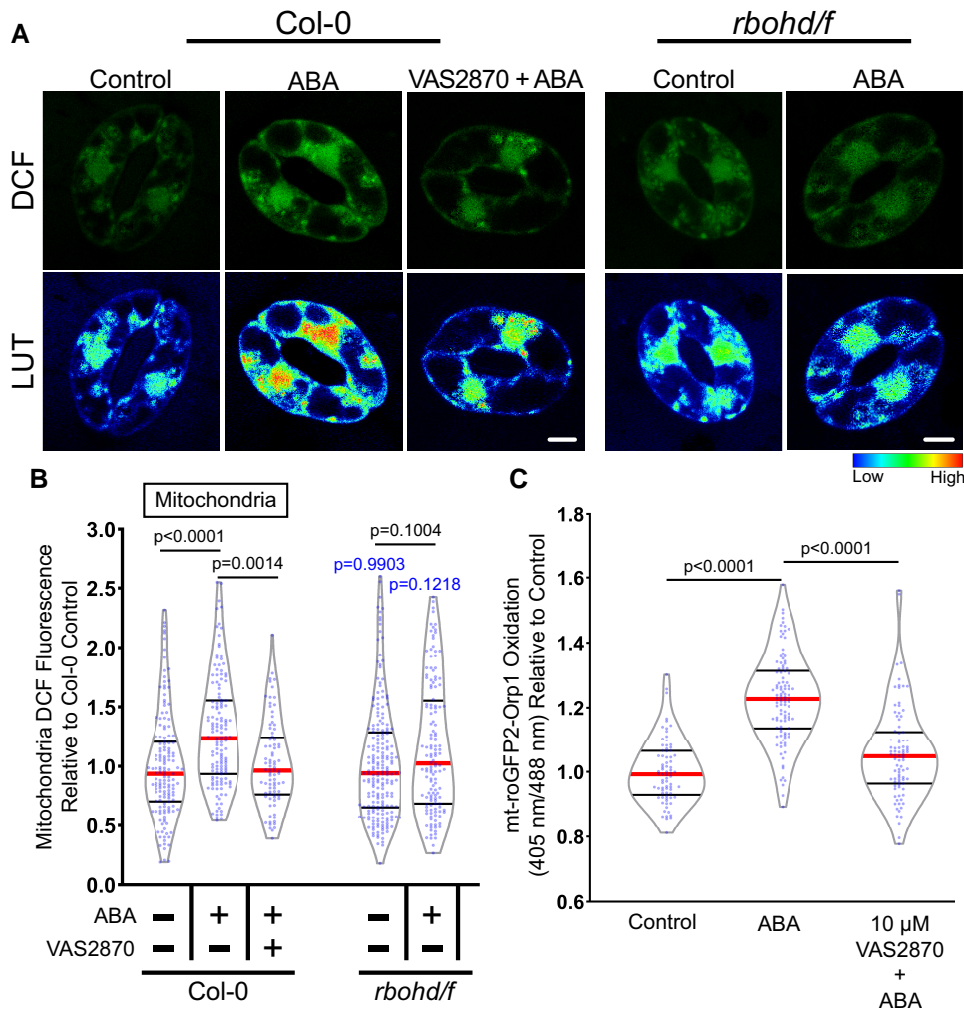 A
Col-0
rbohd/f
Control
ABA
VAS2870 + ABA
Control
ABA
DCF
LUT
Low
High
B
Mitochondria
p<0.0001
p=0.0014
p=0.1004
p=0.9903
p=0.1218
Mitochondria DCF Fluorescence
Relative to Col-0 Control
3.0
2.5
2.0
1.5
1.0
0.5
0.0
ABA
- + + - +
VAS2870
- - + - -
Col-0
rbohd/f
C
p<0.0001
p<0.0001
mt-roGFP2-Orp1 Oxidation
(405 nm/488 nm) Relative to Control
1.8
1.6
1.4
1.2
1.0
0.8
0.6
Control
ABA
10 µM
VAS2870
+
ABA